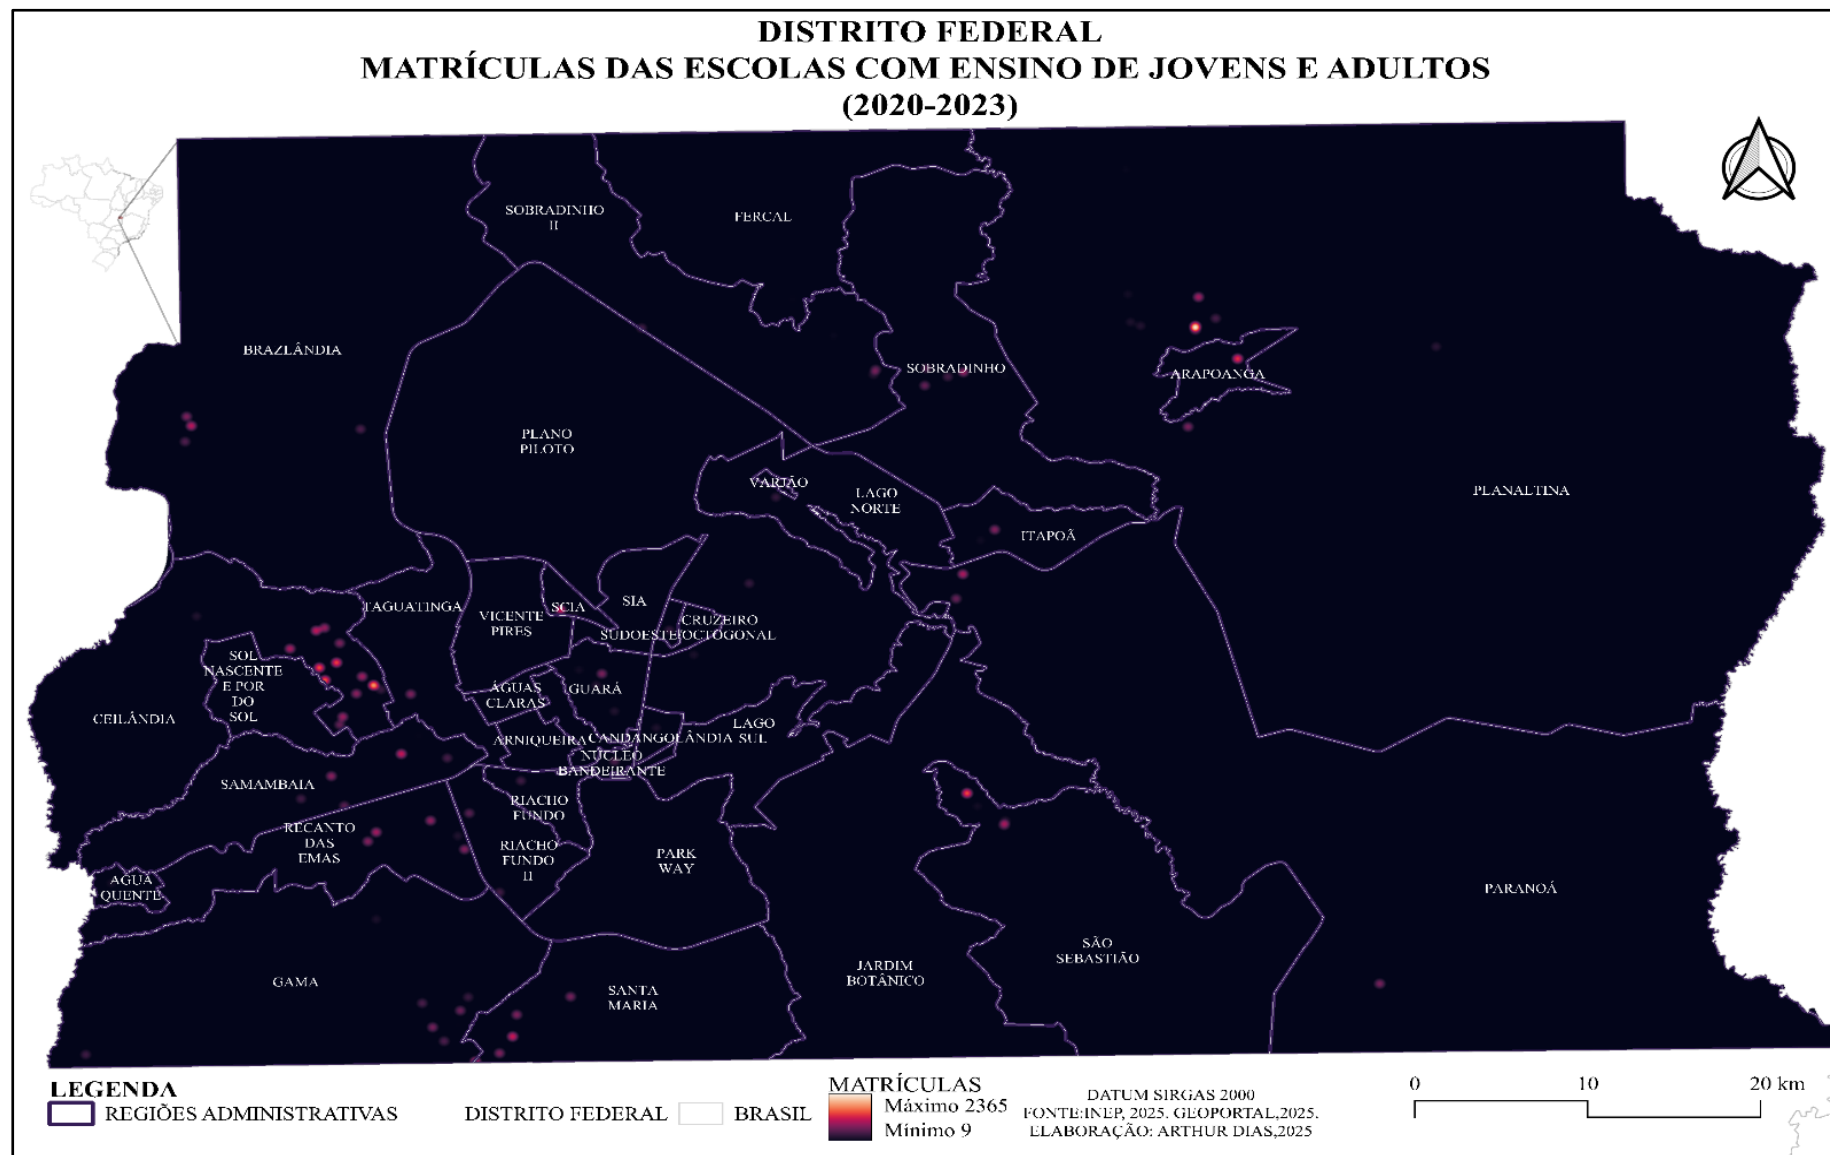 DISTRITO FEDERAL
MATRÍCULAS DAS ESCOLAS COM ENSINO DE JOVENS E ADULTOS
(2020-2023)
SOBRADINHO
II
FERCAL
BRAZLÂNDIA
SOBRADINHO
ARAPOANGA
PLANO
PILOTO
VARJÃO
LAGO
NORTE
PLANALTINA
ITAPOÃ
TAGUATINGA
VICENTE
PIRES
SCIA
SIA
CRUZEIRO
SUDOESTE/OCTOGONAL
SOL
NASCENTE
E POR
DO
SOL
CEILÂNDIA
ÁGUAS
CLARAS
GUARÁ
LAGO
SUL
ARNIQUEIRA
CANDANGOLÂNDIA
NÚCLEO
BANDEIRANTE
SAMAMBAIA
RIACHO
FUNDO
RECANTO
DAS
EMAS
RIACHO
FUNDO
II
PARK
WAY
AGUA
QUENTE
PARANOÁ
SÃO
SEBASTIÃO
JARDIM
BOTÂNICO
GAMA
SANTA
MARIA
LEGENDA
REGIÕES ADMINISTRATIVAS
DISTRITO FEDERAL
BRASIL
MATRÍCULAS
Máximo 2365
Mínimo 9
DATUM SIRGAS 2000
FONTE:INEP, 2025. GEOPORTAL,2025.
ELABORAÇÃO: ARTHUR DIAS,2025
0 10 20 km